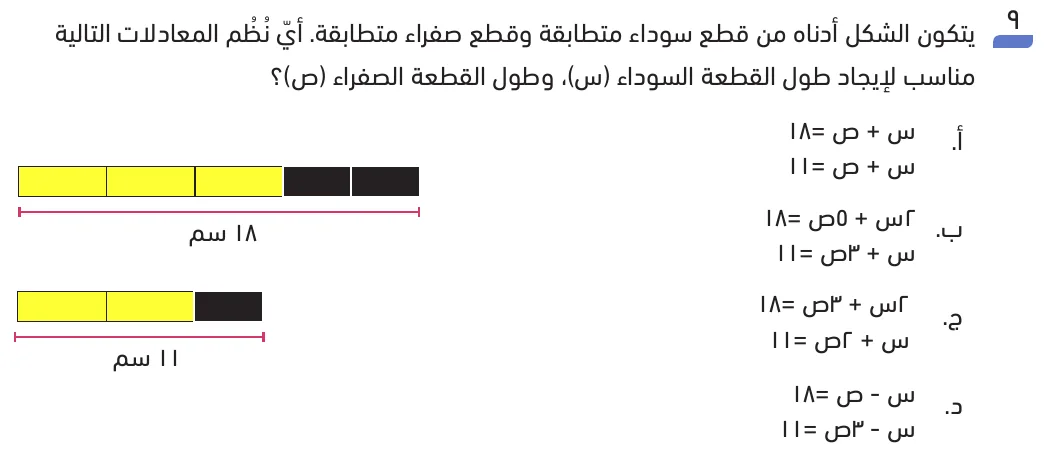 ٩
يتكون الشكل أدناه من قطع سوداء متطابقة وقطع صفراء متطابقة. أيّ نُظُم المعادلات التالية
مناسب لإيجاد طول القطعة السوداء (س)، وطول القطعة الصفراء (ص)؟
أ.
س + ص =١٨
س + ص =١١
ب.
٢س + ٥ص =١٨
س + ٣ص =١١
ج.
٢س + ٣ص =١٨
س + ٢ص =١١
د.
س - ص =١٨
س - ٣ص =١١
١٨ سم
١١ سم